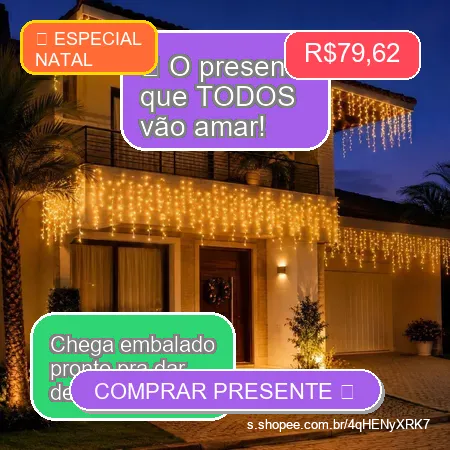 ESPECIAL
NATAL
R$79,62
O presen
que TODOS
vão amar!
Chega embalado
pronto pra dar
de
COMPRAR PRESENTE
s.shopee.com.br/4qHENyXRK7